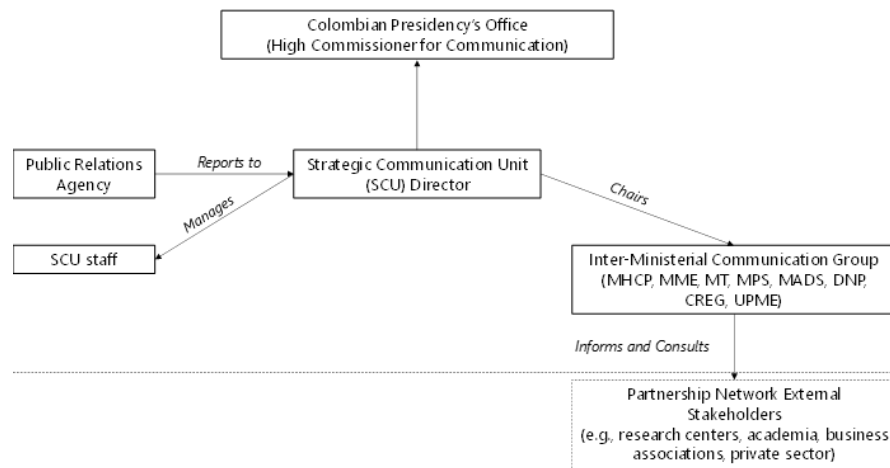 Colombian Presidency's Office
(High Commissioner for Communication)
Public Relations
Agency
Reports to
Strategic Communication Unit
(SCU) Director
Manages
Chairs
SCU staff
Inter-Ministerial Communication Group
(MHCP, MME, MT, MPS, MADS, DNP,
CREG, UPME)
Informs and Consults
Partnership Network External
Stakeholders
(e.g., research centers, academia, business
associations, private sector)